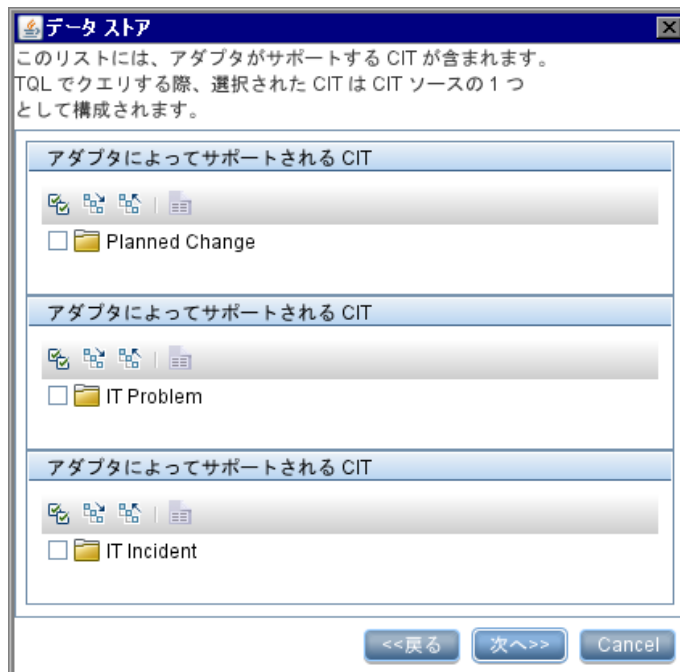 データ ストア
このリストには、アダプタがサポートする CIT が含まれます。
TQL でクエリする際、選択された CIT は CIT ソースの 1 つ
として構成されます。
アダプタによってサポートされる CIT
Planned Change
アダプタによってサポートされる CIT
IT Problem
アダプタによってサポートされる CIT
IT Incident
<<戻る 次へ>> Cancel